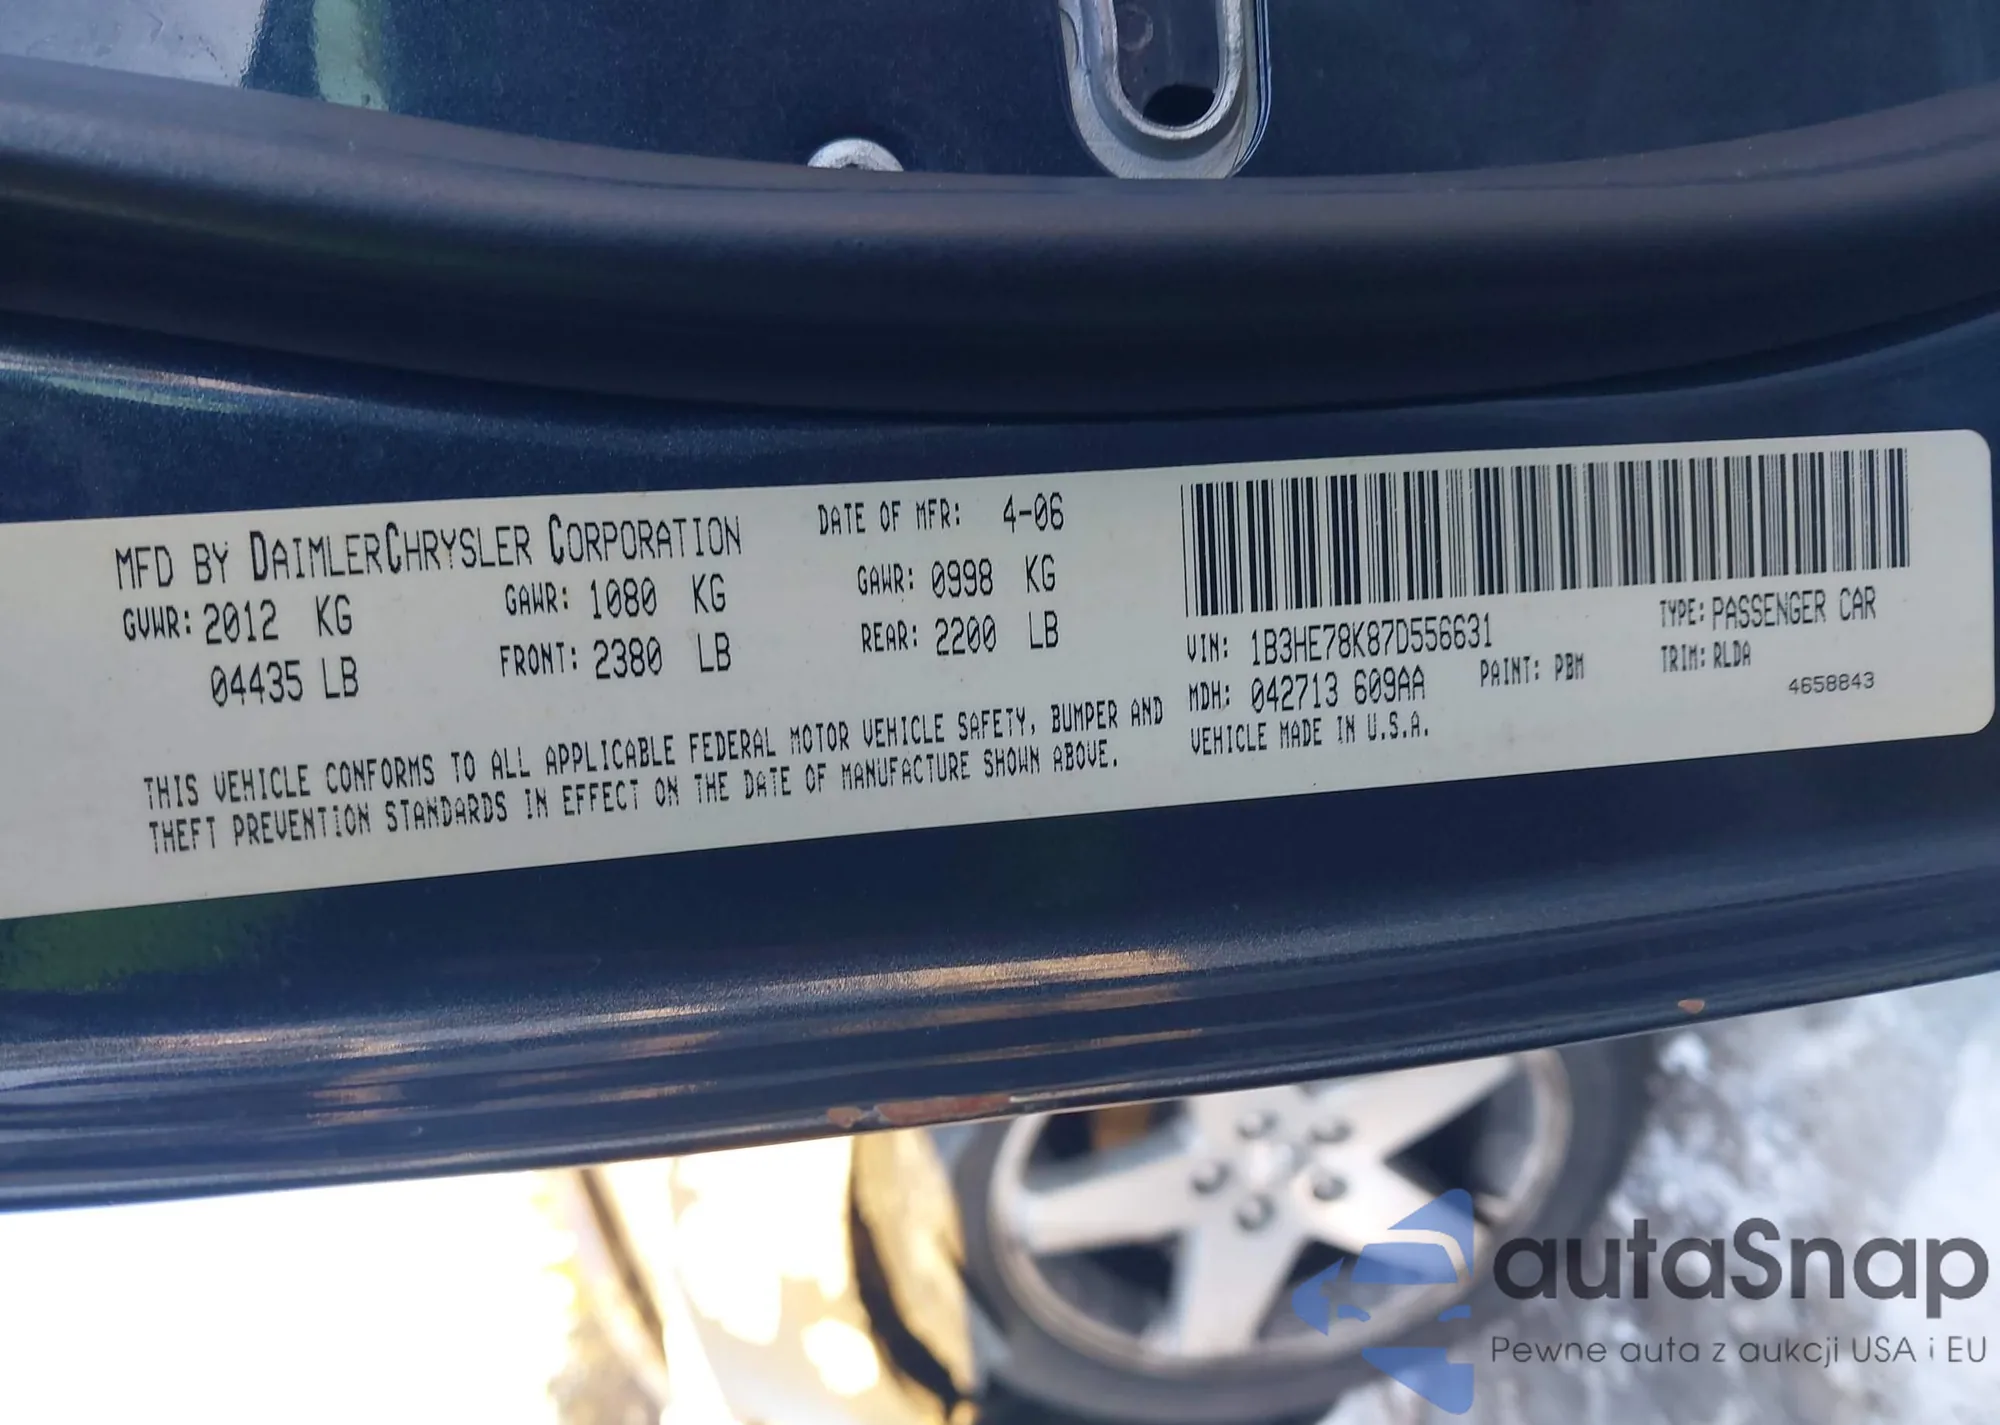 MFD BY DAIMLERCHRYSLER CORPORATION DATE OF MFR: 4-06
GVWR: 2012 KG GAWR: 1080 KG GAWR: 0998 KG
04435 LB FRONT: 2380 LB REAR: 2200 LB
THIS VEHICLE CONFORMS TO ALL APPLICABLE FEDERAL MOTOR VEHICLE SAFETY, BUMPER AND
THEFT PREVENTION STANDARDS IN EFFECT ON THE DATE OF MANUFACTURE SHOWN ABOVE.
VIN: 1B3HE78K87D556631 TYPE: PASSENGER CAR
MDH: 042713 609AA PAINT: PBM TRIM: RLDA
VEHICLE MADE IN U.S.A. 4658843
autaSnap
Pewne auta z aukcji USA i EU